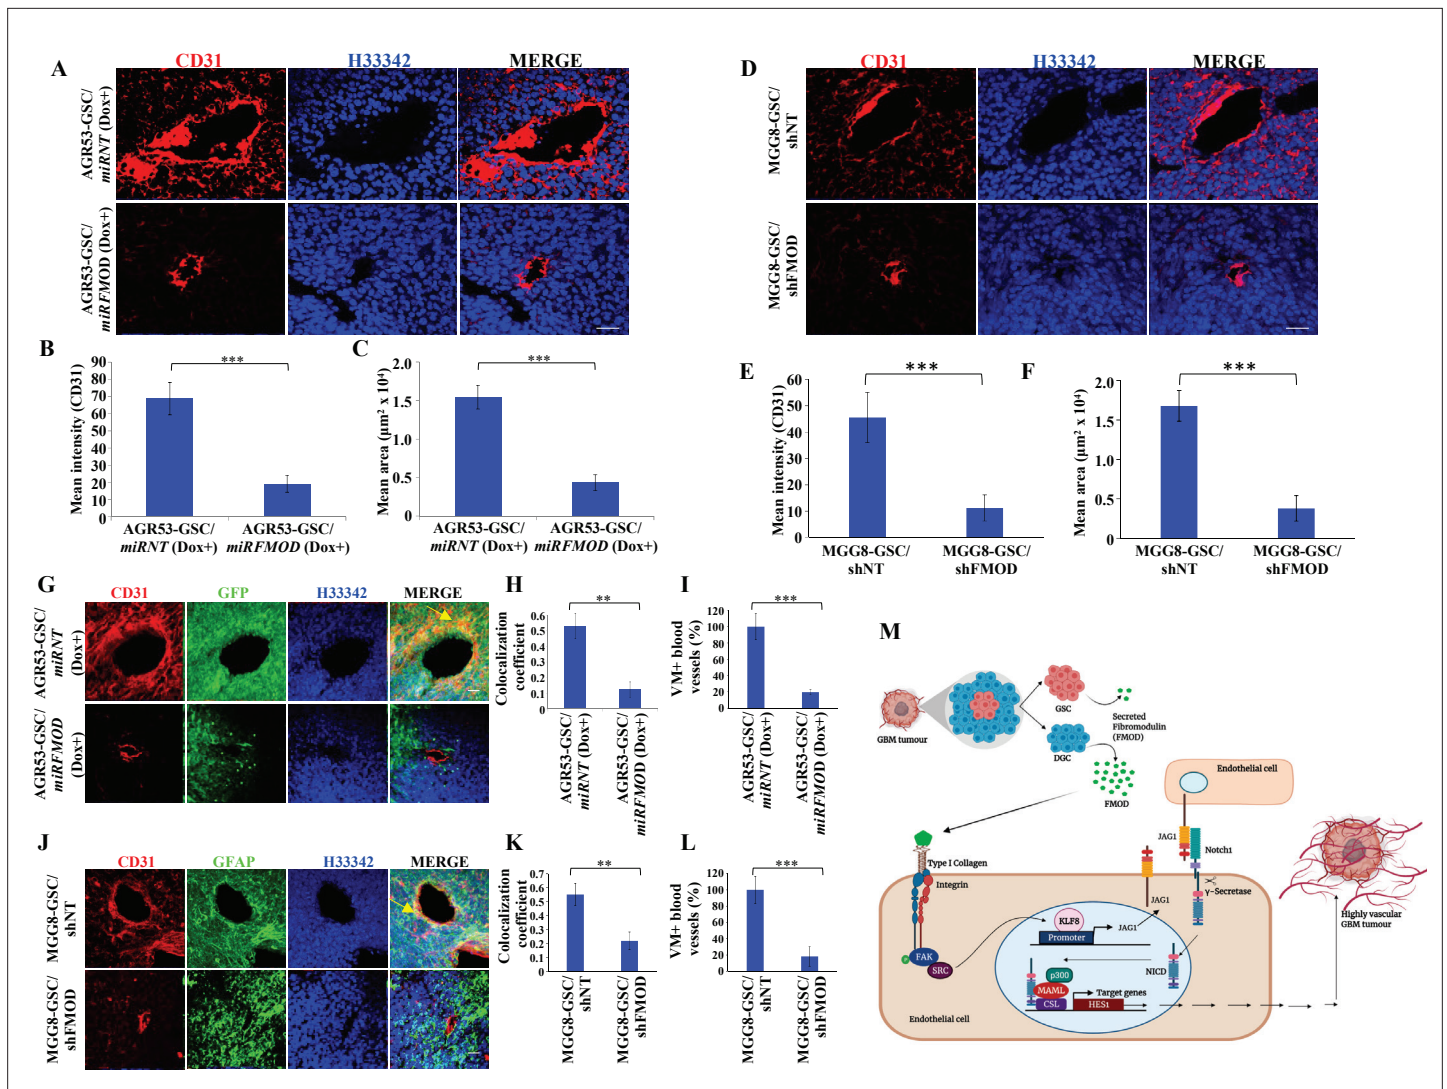 A
CD31
H33342
MERGE
AGR53-GSC/
miRNT (Dox+)
AGR53-GSC/
miRFMOD (Dox+)
D
CD31
H33342
MERGE
MGG8-GSC/
shNT
MGG8-GSC/
shFMOD
B
Mean intensity (CD31)
90
80
70
60
50
40
30
20
10
0
***
AGR53-GSC/
miRNT (Dox+)
AGR53-GSC/
miRFMOD (Dox+)
C
Mean area (µm² x 10⁴)
2.0
1.5
1.0
0.5
0
***
AGR53-GSC/
miRNT (Dox+)
AGR53-GSC/
miRFMOD (Dox+)
E
Mean intensity (CD31)
60
50
40
30
20
10
0
***
MGG8-GSC/
shNT
MGG8-GSC/
shFMOD
F
Mean area (µm² x 10⁴)
2.0
1.5
1.0
0.5
0
***
MGG8-GSC/
shNT
MGG8-GSC/
shFMOD
G
CD31
GFP
H33342
MERGE
AGR53-GSC/
miRNT
(Dox+)
AGR53-GSC/
miRFMOD
(Dox+)
H
Colocalization
coefficient
0.6
0.5
0.4
0.3
0.2
0.1
0
**
AGR53-GSC/
miRNT (Dox+)
AGR53-GSC/
miRFMOD (Dox+)
I
VM+ blood
vessels (%)
120
100
80
60
40
20
0
***
AGR53-GSC/
miRNT (Dox+)
AGR53-GSC/
miRFMOD (Dox+)
J
CD31
GFAP
H33342
MERGE
MGG8-GSC/
shNT
MGG8-GSC/
shFMOD
K
Colocalization
coefficient
0.7
0.6
0.5
0.4
0.3
0.2
0.1
0
**
MGG8-GSC/
shNT
MGG8-GSC/
shFMOD
L
VM+ blood
vessels (%)
120
100
80
60
40
20
0
***
MGG8-GSC/
shNT
MGG8-GSC/
shFMOD
M
GBM tumour
GSC
DGC
Secreted
Fibromodulin
(FMOD)
FMOD
Endothelial cell
JAG1
Notch1
Type I Collagen
Integrin
γ-Secretase
JAG1
KLF8
Promoter
JAG1
P
FAK
SRC
NICD
p300
MAML
CSL
Target genes
HES1
Endothelial cell
Highly vascular
GBM tumour